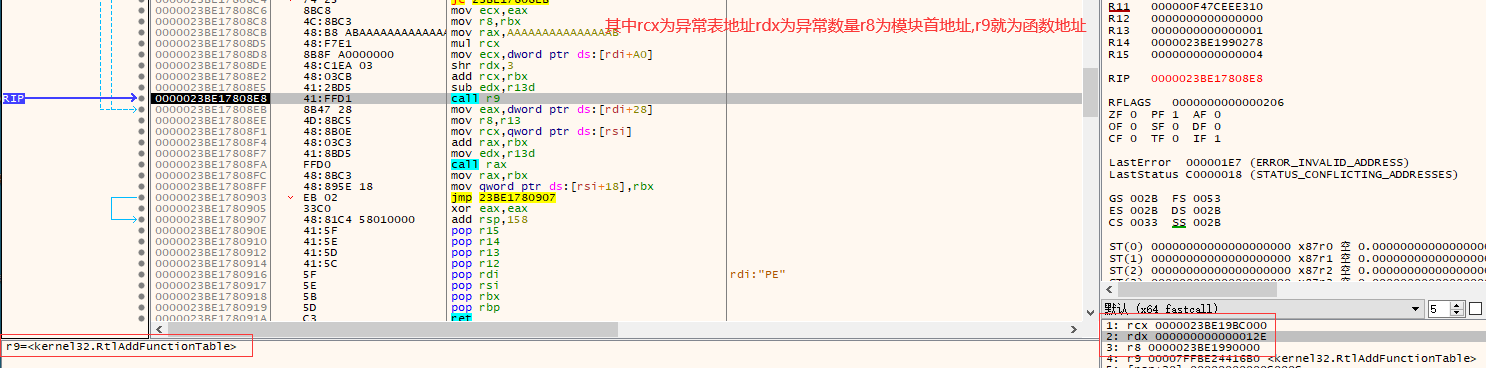 74 25 jc 23BE17808EB
0000023BE17808C6 8BC8 mov ecx,eax
0000023BE17808C8 4C:8BC3 mov r8,rbx
0000023BE17808CB 48:B8 ABAAAAAAAAAAAAAA mov rax,AAAAAAAAAAAAAAAB
其中rcx为异常表地址rdx为异常数量r8为模块首地址,r9就为函数地址
0000023BE17808D5 48:F7E1 mul rcx
0000023BE17808D8 8B8F A0000000 mov ecx,dword ptr ds:[rdi+A0]
0000023BE17808DE 48:C1EA 03 shr rdx,3
0000023BE17808E2 48:03CB add rcx,rbx
0000023BE17808E5 41:2BD5 sub edx,r13d
RIP 0000023BE17808E8 41:FFD1 call r9
0000023BE17808EB 8B47 28 mov eax,dword ptr ds:[rdi+28]
0000023BE17808EE 4D:8BC5 mov r8,r13
0000023BE17808F1 48:8B0E mov rcx,qword ptr ds:[rsi]
0000023BE17808F4 48:03C3 add rax,rbx
0000023BE17808F7 41:8BD5 mov edx,r13d
0000023BE17808FA FFD0 call rax
0000023BE17808FC 48:8BC3 mov rax,rbx
0000023BE17808FF 48:895E 18 mov qword ptr ds:[rsi+18],rbx
0000023BE1780903 EB 02 jmp 23BE1780907
0000023BE1780905 33C0 xor eax,eax
0000023BE1780907 48:81C4 58010000 add rsp,158
0000023BE178090E 41:5F pop r15
0000023BE1780910 41:5E pop r14
0000023BE1780912 41:5D pop r13
0000023BE1780914 41:5C pop r12
0000023BE1780916 5F pop rdi rdi:"PE"
0000023BE1780917 5E pop rsi
0000023BE1780918 5B pop rbx
0000023BE1780919 5D pop rbp
0000023BE178091A C3 ret
r9=<kernel32.RtlAddFunctionTable>
R11 000000F47CEEE310
R12 0000000000000000
R13 0000000000000001
R14 0000023BE1990278
R15 0000000000000004
RIP 0000023BE17808E8
RFLAGS 0000000000000206
ZF 0 PF 1 AF 0
OF 0 SF 0 DF 0
CF 0 TF 0 IF 1
LastError 000001E7 (ERROR_INVALID_ADDRESS)
LastStatus C0000018 (STATUS_CONFLICTING_ADDRESSES)
GS 002B FS 0053
ES 002B DS 002B
CS 0033 SS 002B
ST(0) 00000000000000000000 x87r0 空 0.0000000000000000
ST(1) 00000000000000000000 x87r1 空 0.0000000000000000
ST(2) 00000000000000000000 x87r2 空 0.0000000000000000
默认 (x64 fastcall) 5
1: rcx 0000023BE19BC000
2: rdx 000000000000012E
3: r8 0000023BE1990000
4: r9 00007FFBE24416B0 <kernel32.RtlAddFunctionTable>